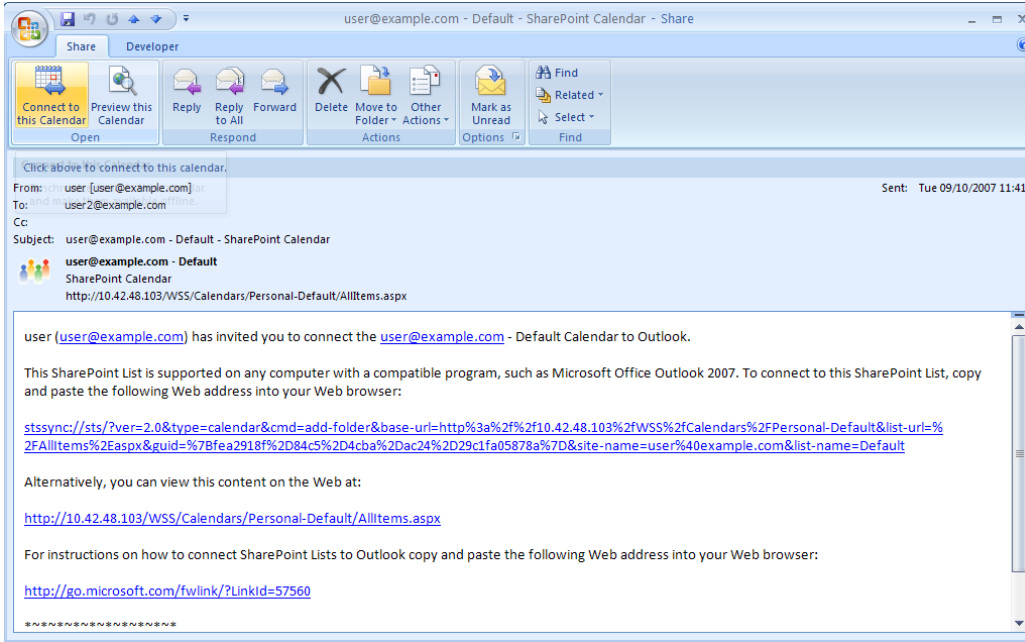 user@example.com - Default - SharePoint Calendar - Share
Share Developer
Connect to this Calendar
Preview this Calendar
Reply
Reply to All
Forward
Delete
Move to Folder
Other Actions
Mark as Unread
Find
Related
Select
Open Respond Actions Options Find
Click above to connect to this calendar.
From: user [user@example.com] Sent: Tue 09/10/2007 11:41
To: user2@example.com
Cc:
Subject: user@example.com - Default - SharePoint Calendar
user@example.com - Default
SharePoint Calendar
http://10.42.48.103/WSS/Calendars/Personal-Default/AllItems.aspx
user (user@example.com) has invited you to connect the user@example.com - Default Calendar to Outlook.
This SharePoint List is supported on any computer with a compatible program, such as Microsoft Office Outlook 2007. To connect to this SharePoint List, copy
and paste the following Web address into your Web browser:
stssync://sts/?ver=2.0&type=calendar&cmd=add-folder&base-url=http%3a%2f%2f10.42.48.103%2fWSS%2fCalendars%2FPersonal-Default&list-url=%
2FAllItems%2Easpx&guid=%7Bfea2918f%2D84c5%2D4cba%2Dac24%2D29c1fa05878a%7D&site-name=user%40example.com&list-name=Default
Alternatively, you can view this content on the Web at:
http://10.42.48.103/WSS/Calendars/Personal-Default/AllItems.aspx
For instructions on how to connect SharePoint Lists to Outlook copy and paste the following Web address into your Web browser:
http://go.microsoft.com/fwlink/?LinkId=57560
*~*~*~*~*~*~*~*~*~*